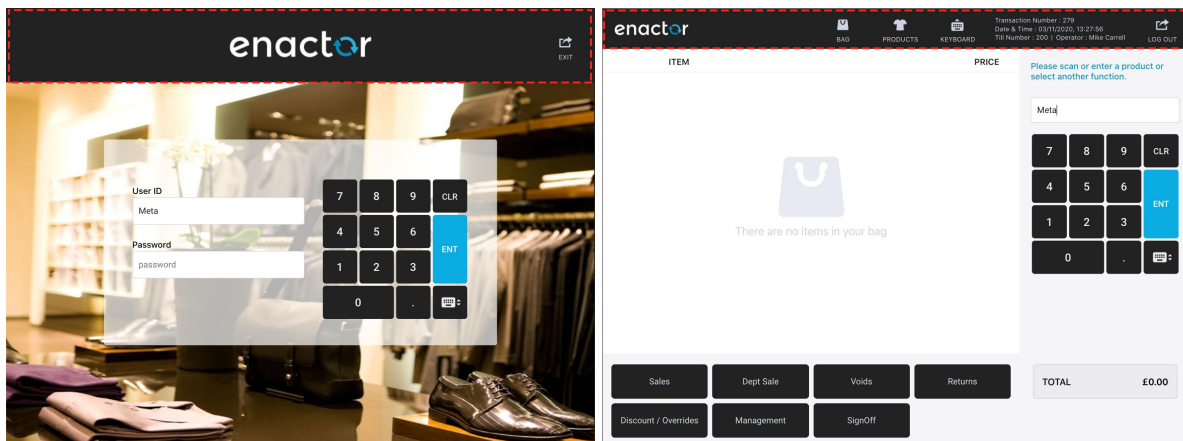 enactor
EXIT
User ID
Meta
Password
password
7 8 9 CLR
4 5 6 ENT
1 2 3
0 .
enactor
BAG
PRODUCTS
KEYBOARD
Transaction Number : 279
Date & Time : 03/11/2020, 13:27:56
Till Number : 200 | Operator : Mike Carrell
LOG OUT
ITEM PRICE
There are no items in your bag
Please scan or enter a product or
select another function.
Meta
7 8 9 CLR
4 5 6 ENT
1 2 3
0 .
Sales Dept Sale Voids Returns
Discount / Overrides Management SignOff
TOTAL £0.00